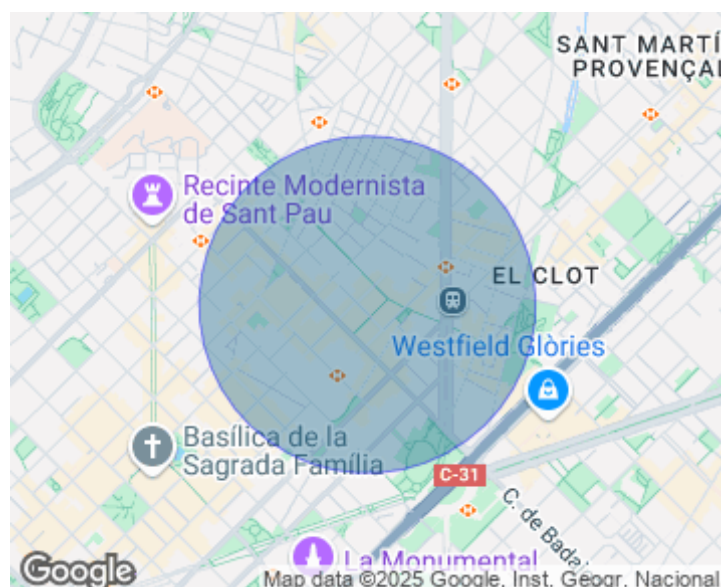 SANT MARTÍ
PROVENÇAL
Recinte Modernista
de Sant Pau
EL CLOT
Westfield Glòries
Basílica de la
Sagrada Família
C-31
C. de Bada
La Monumental
Google
Map data ©2025 Google, Inst. Geogr. Nacional